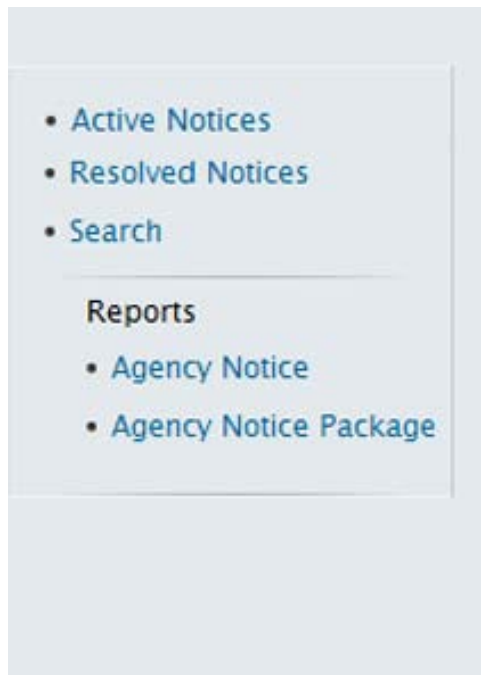 • Active Notices
• Resolved Notices
• Search
Reports
• Agency Notice
• Agency Notice Package